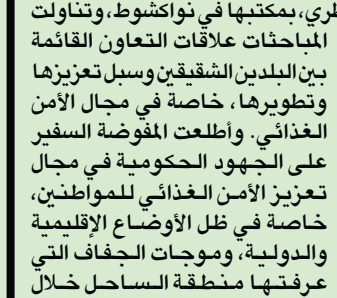 ظري، بمكتبها في نواكشوط، وتناولت
المباحثات علاقات التعاون القائمة
بين البلدين الشقيقين وسبل تعزيزها
وتطويرها، خاصة في مجال الأمن
الغذائي. وأطلعت المفوضة السفير
على الجهود الحكومية في مجال
تعزيز الأمن الغذائي للمواطنين،
خاصة في ظل الأوضاع الإقليمية
والدولية، وموجات الجفاف التي
عرفتها منطقة الساحل خلال